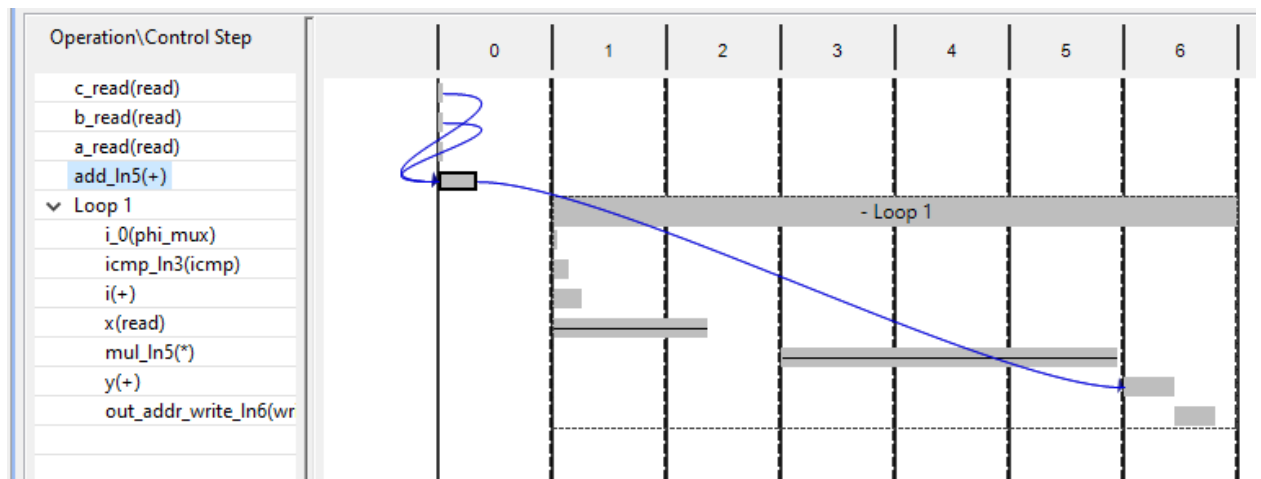 Operation\Control Step
0 1 2 3 4 5 6
c_read(read)
b_read(read)
a_read(read)
add_ln5(+)
Loop 1
- Loop 1
i_0(phi_mux)
icmp_ln3(icmp)
i(+)
x(read)
mul_ln5(*)
y(+)
out_addr_write_ln6(wr